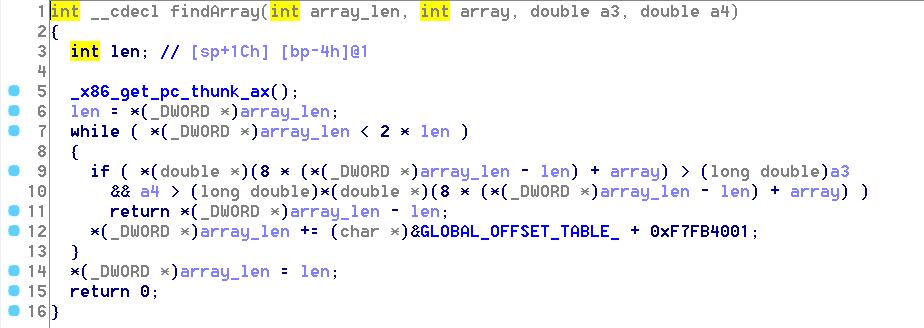 1 int __cdecl findArray(int array_len, int array, double a3, double a4)
2 {
3 int len; // [sp+1Ch] [bp-4h]@1
4
5 _x86_get_pc_thunk_ax();
6 len = *(_DWORD *)array_len;
7 while ( *(_DWORD *)array_len < 2 * len )
8 {
9 if ( *(double *)(8 * (*(_DWORD *)array_len - len) + array) > (long double)a3
10 && a4 > (long double)*(double *)(8 * (*(_DWORD *)array_len - len) + array) )
11 return *(_DWORD *)array_len - len;
12 *(_DWORD *)array_len += (char *)&GLOBAL_OFFSET_TABLE_ + 0xF7FB4001;
13 }
14 *(_DWORD *)array_len = len;
15 return 0;
16 }